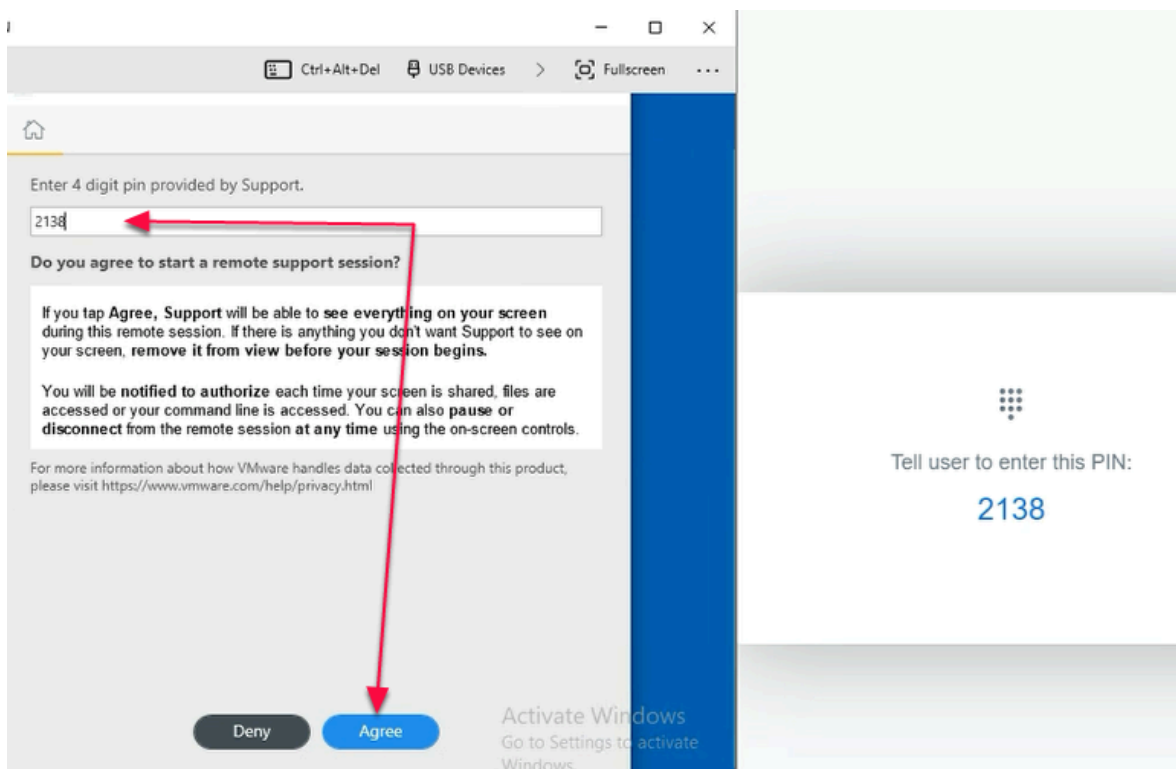 Ctrl+Alt+Del USB Devices > Fullscreen ...
Enter 4 digit pin provided by Support.
2138
Do you agree to start a remote support session?
If you tap Agree, Support will be able to see everything on your screen
during this remote session. If there is anything you don't want Support to see on
your screen, remove it from view before your session begins.
You will be notified to authorize each time your screen is shared, files are
accessed or your command line is accessed. You can also pause or
disconnect from the remote session at any time using the on-screen controls.
For more information about how VMware handles data collected through this product,
please visit https://www.vmware.com/help/privacy.html
Deny Agree
Activate Windows
Go to Settings to activate
Windows
Tell user to enter this PIN:
2138